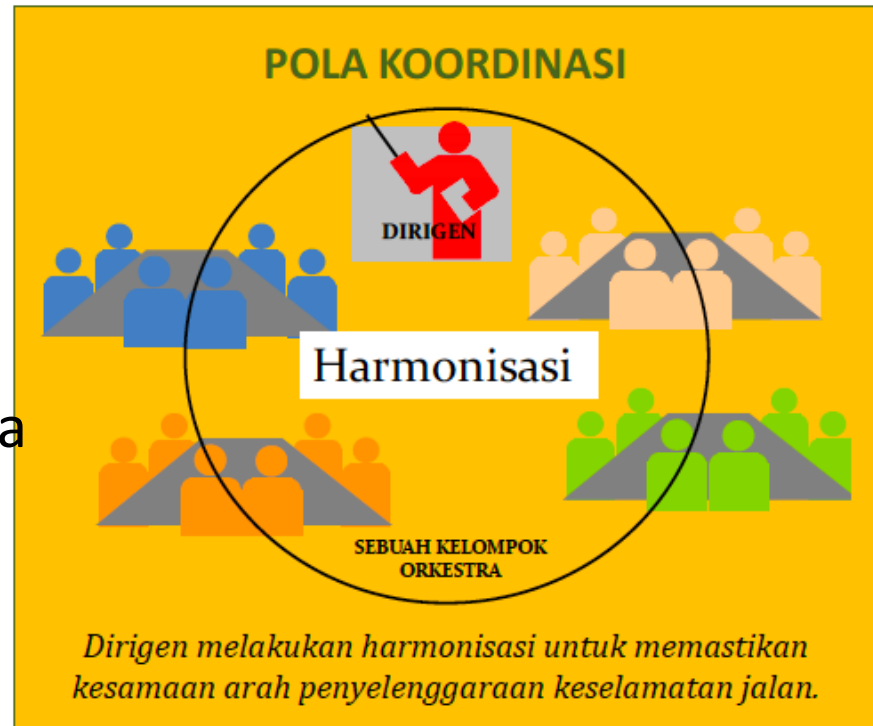 POLA KOORDINASI
DIRIGEN
Harmonisasi
a
SEBUAH KELOMPOK
ORKESTRA
Dirigen melakukan harmonisasi untuk memastikan
kesamaan arah penyelenggaraan keselamatan jalan.